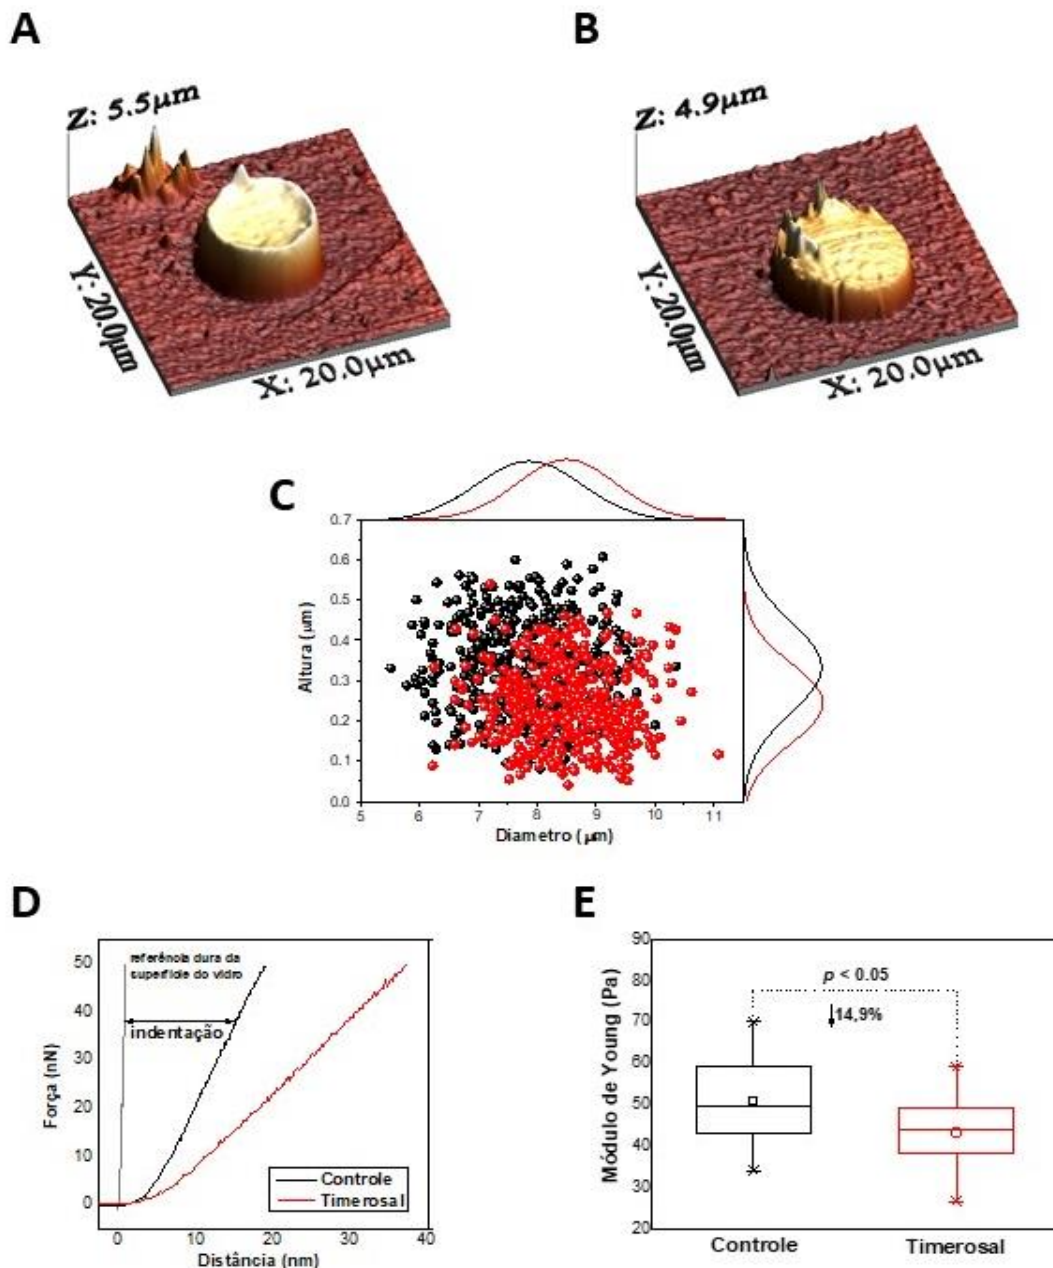 A
B
Z: 5.5μm
Y: 20.0μm
X: 20.0μm
Z: 4.9μm
Y: 20.0μm
X: 20.0μm
C
0.7
0.6
0.5
0.4
0.3
0.2
0.1
0.0
Altura (μm)
5 6 7 8 9 10 11
Diametro (μm)
D
50
40
30
20
10
0
Força (nN)
referência dura da
superfície do vidro
indentação
Controle
Timerosal
0 10 20 30 40
Distância (nm)
E
90
80
70
60
50
40
30
20
Módulo de Young (Pa)
p < 0.05
14,9%
Controle Timerosal